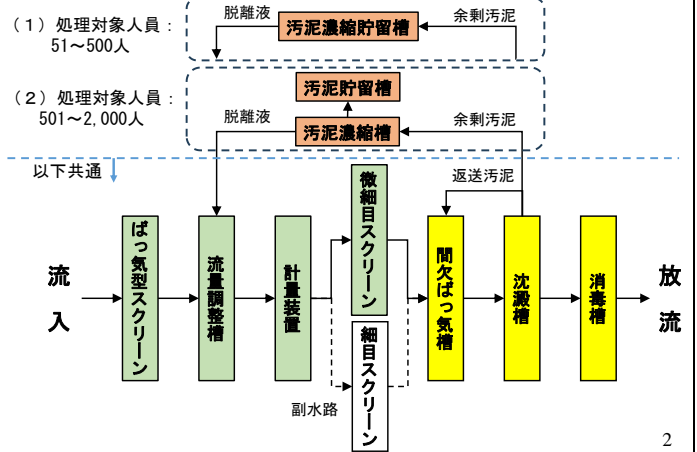 (1)処理対象人員:
51~500人
脱離液
汚泥濃縮貯留槽
余剰汚泥
(2)処理対象人員:
501~2,000人
汚泥貯留槽
脱離液
汚泥濃縮槽
余剰汚泥
以下共通
返送汚泥
流入
ばっ気型スクリーン
流量調整槽
計量装置
微細目スクリーン
細目スクリーン
副水路
間欠ばっ気槽
沈澱槽
消毒槽
放流
2